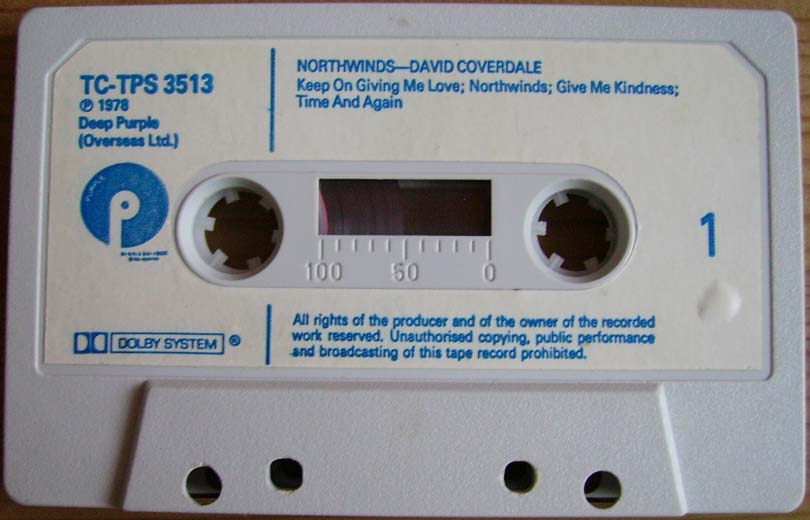 TC-TPS 3513
℗ 1978
Deep Purple
(Overseas Ltd.)
NORTHWINDS—DAVID COVERDALE
Keep On Giving Me Love; Northwinds; Give Me Kindness;
Time And Again
PURPLE
P
100 50 0
1
DOLBY SYSTEM ®
All rights of the producer and of the owner of the recorded
work reserved. Unauthorised copying, public performance
and broadcasting of this tape record prohibited.